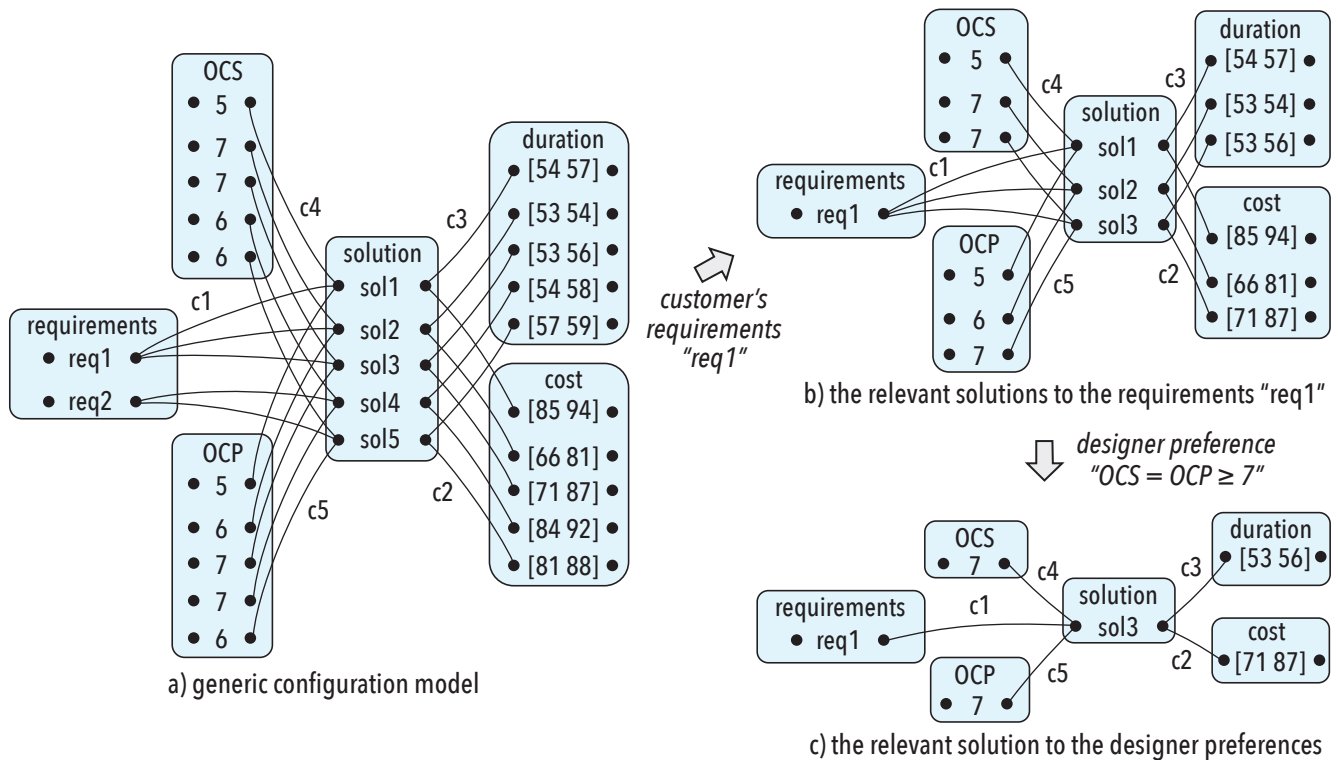 OCS
5
7
7
6
6
c4
c1
requirements
req1
req2
OCP
5
6
7
7
6
c5
solution
sol1
sol2
sol3
sol4
sol5
c3
c2
duration
[54 57]
[53 54]
[53 56]
[54 58]
[57 59]
cost
[85 94]
[66 81]
[71 87]
[84 92]
[81 88]
a) generic configuration model
customer's
requirements
"req1"
OCS
5
7
7
c4
c1
requirements
req1
OCP
5
6
7
c5
solution
sol1
sol2
sol3
c3
c2
duration
[54 57]
[53 54]
[53 56]
cost
[85 94]
[66 81]
[71 87]
b) the relevant solutions to the requirements "req1"
designer preference
"OCS = OCP ≥ 7"
OCS
7
c4
c1
requirements
req1
OCP
7
c5
solution
sol3
c3
c2
duration
[53 56]
cost
[71 87]
c) the relevant solution to the designer preferences